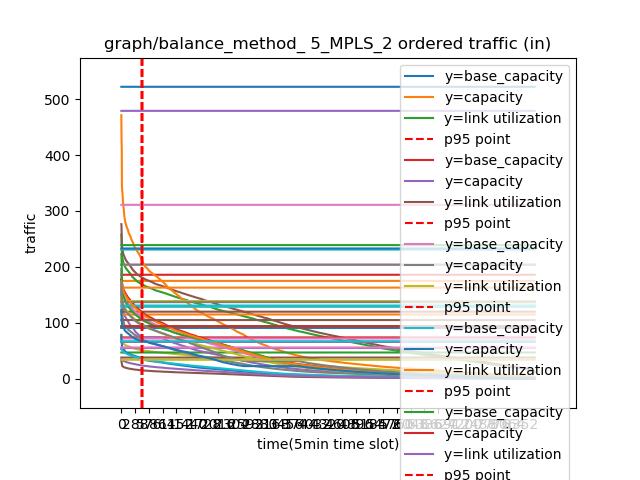 graph/balance_method_ 5_MPLS_2 ordered traffic (in)
traffic
500
400
300
200
100
0
time(5min time slot)
y=base_capacity
y=capacity
y=link utilization
p95 point
y=base_capacity
y=capacity
y=link utilization
p95 point
y=base_capacity
y=capacity
y=link utilization
p95 point
y=base_capacity
y=capacity
y=link utilization
p95 point
y=base_capacity
y=capacity
y=link utilization
p95 point